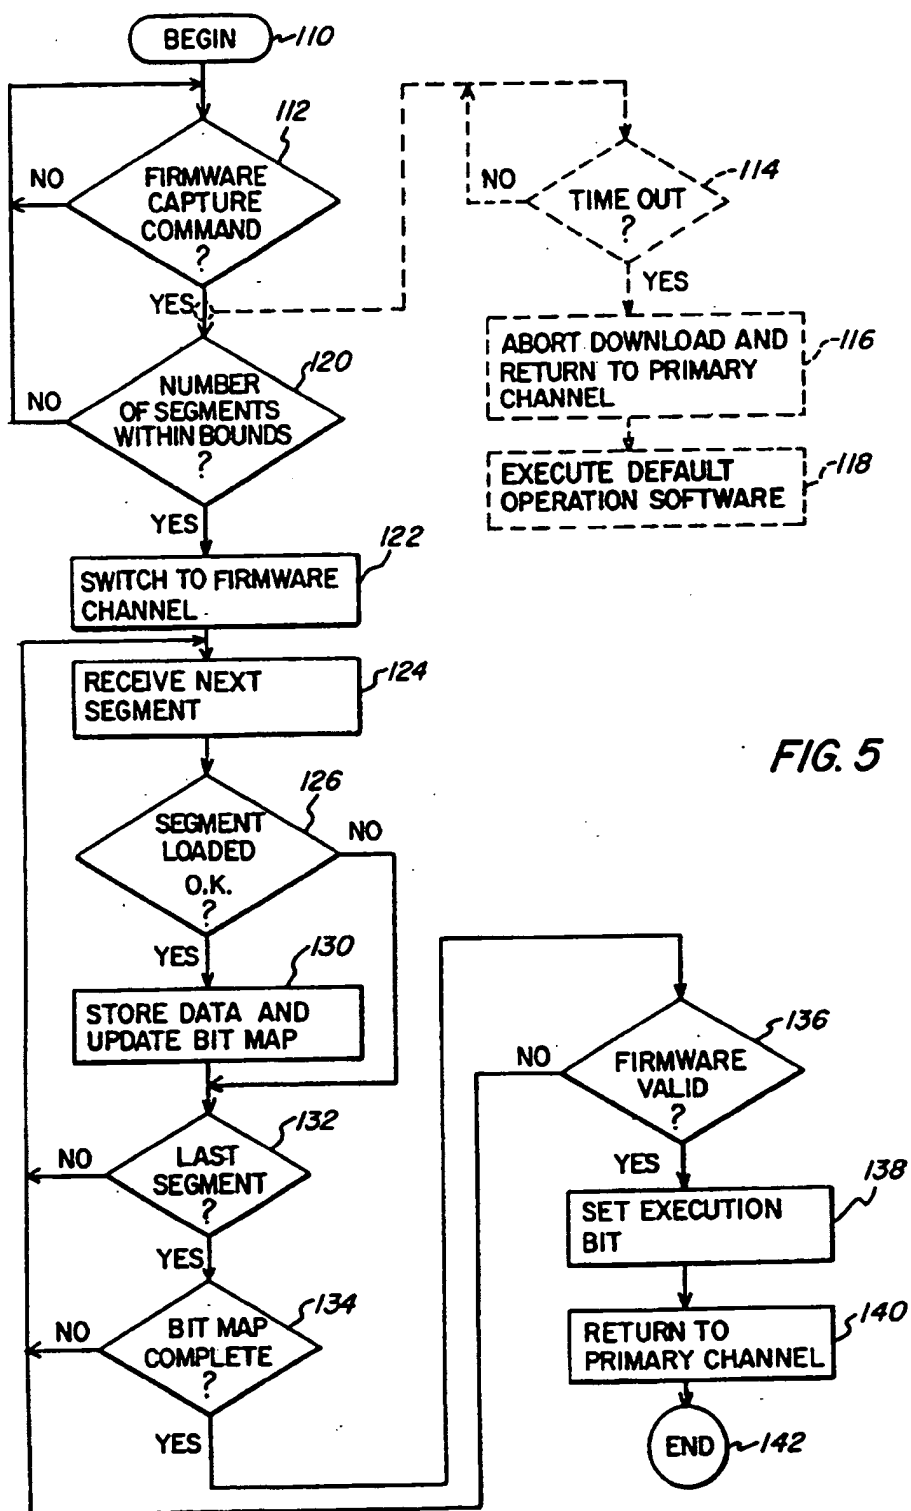 BEGIN
110
112
FIRMWARE
CAPTURE
COMMAND
?
NO
YES
114
TIME OUT
?
NO
YES
116
ABORT DOWNLOAD AND
RETURN TO PRIMARY
CHANNEL
118
EXECUTE DEFAULT
OPERATION SOFTWARE
120
NUMBER
OF SEGMENTS
WITHIN BOUNDS
?
NO
YES
122
SWITCH TO FIRMWARE
CHANNEL
124
RECEIVE NEXT
SEGMENT
FIG. 5
126
SEGMENT
LOADED
O.K.
?
NO
YES
130
STORE DATA AND
UPDATE BIT MAP
132
LAST
SEGMENT
?
NO
YES
134
BIT MAP
COMPLETE
?
NO
YES
136
FIRMWARE
VALID
?
NO
YES
138
SET EXECUTION
BIT
140
RETURN TO
PRIMARY CHANNEL
END
142